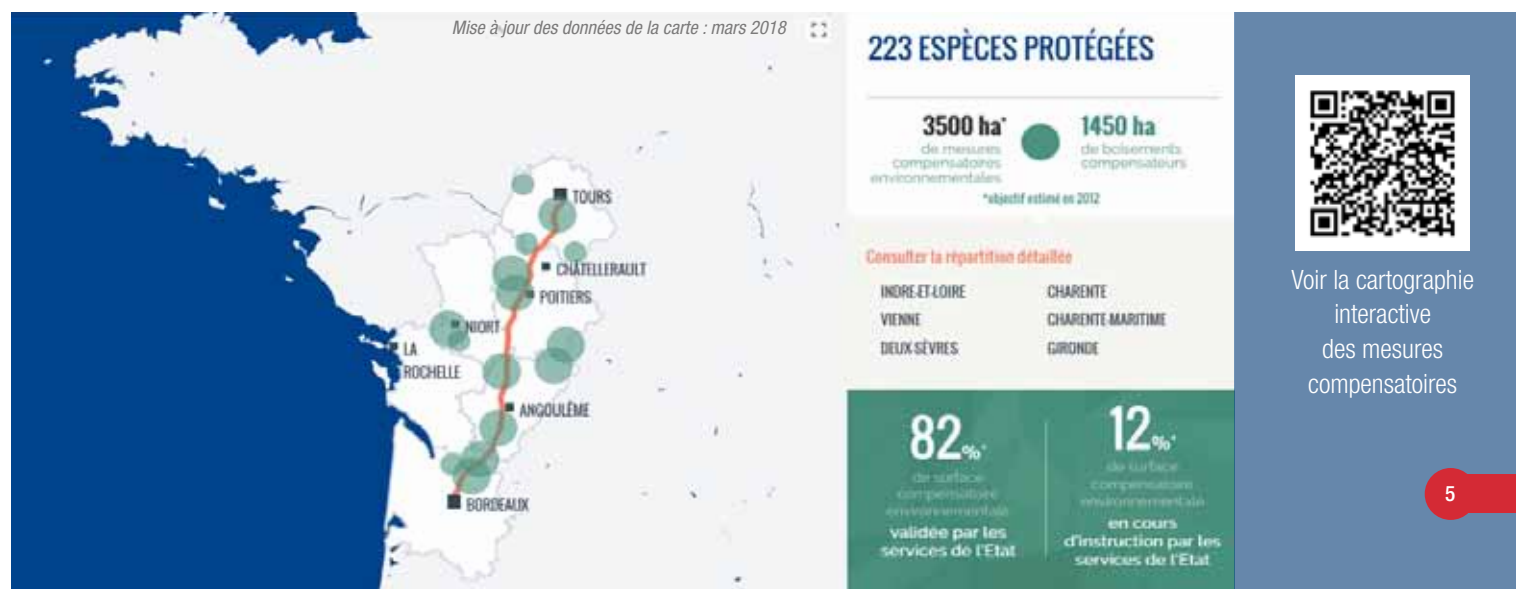 Mise à jour des données de la carte : mars 2018
TOURS
CHÂTELLERAULT
POITIERS
NIORT
LA
ROCHELLE
ANGOULÊME
BORDEAUX
223 ESPÈCES PROTÉGÉES
3500 ha*
de mesures
compensatoires
environnementales
1450 ha
de boisements
compensateurs
*objectif estimé en 2012
Consulter la répartition détaillée
INDRE-ET-LOIRE
VIENNE
DEUX-SÈVRES
CHARENTE
CHARENTE-MARITIME
GIRONDE
82%*
de surface
compensatoire
environnementale
validée par les
services de l'Etat
12%*
de surface
compensatoire
environnementale
en cours
d'instruction par les
services de l'Etat
Voir la cartographie
interactive
des mesures
compensatoires
5